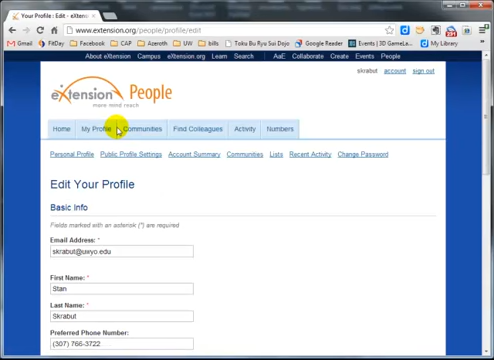 Your Profile : Edit - eXtensio
www.extension.org/people/profile/edit
Gmail FitDay Facebook CAP Azeroth UW bills Toku Bu Ryu Sui Dojo Google Reader Events | 3D GameLa My Library
About eXtension Campus eXtension.org Learn Search AaE Collaborate Create Events People
skrabut account sign out
eXtension People
more mind reach
Home My Profile Communities Find Colleagues Activity Numbers
Personal Profile Public Profile Settings Account Summary Communities Lists Recent Activity Change Password
Edit Your Profile
Basic Info
Fields marked with an asterisk (*) are required
Email Address: *
skrabut@uwyo.edu
First Name: *
Stan
Last Name: *
Skrabut
Preferred Phone Number:
(307) 766-3722